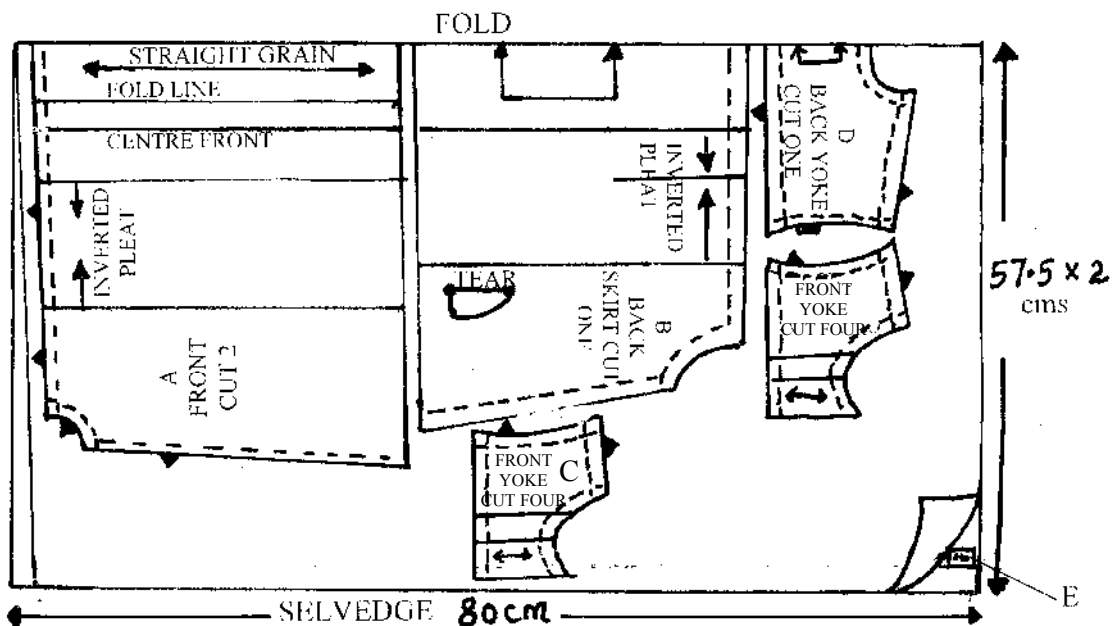 FOLD
STRAIGHT GRAIN
FOLD LINE
CENTRE FRONT
INVERTED
PLEAT
A
FRONT
CUT 2
INVERTED
PLEAT
TEAR
B
BACK
SKIRT CUT
ONE
D
BACK YOKE
CUT ONE
FRONT
YOKE
CUT FOUR
57.5 x 2
cms
FRONT
YOKE
CUT FOUR
C
E
SELVEDGE 80cm